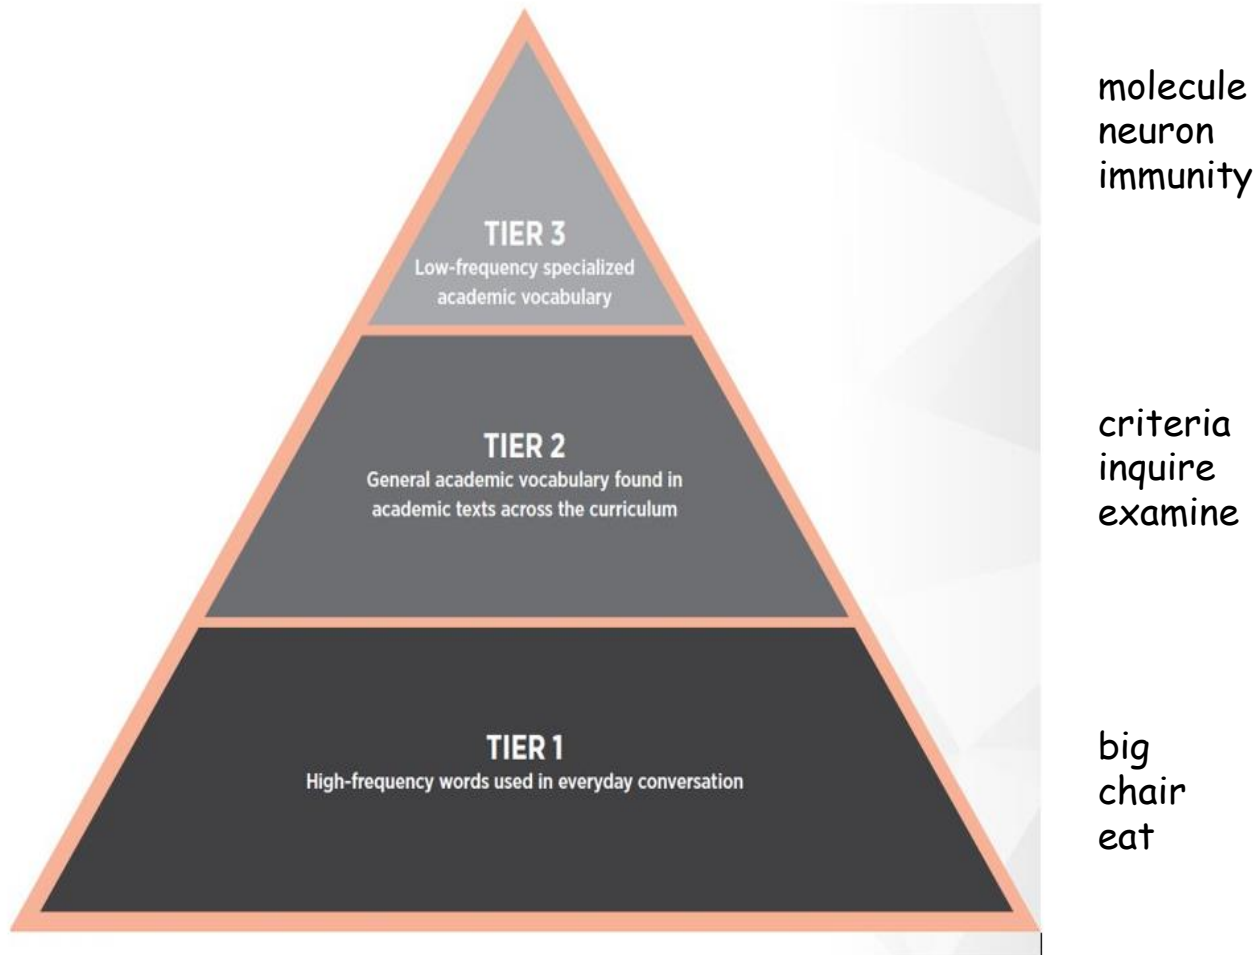 molecule
neuron
immunity
TIER 3
Low-frequency specialized
academic vocabulary
TIER 2
General academic vocabulary found in
academic texts across the curriculum
criteria
inquire
examine
TIER 1
High-frequency words used in everyday conversation
big
chair
eat